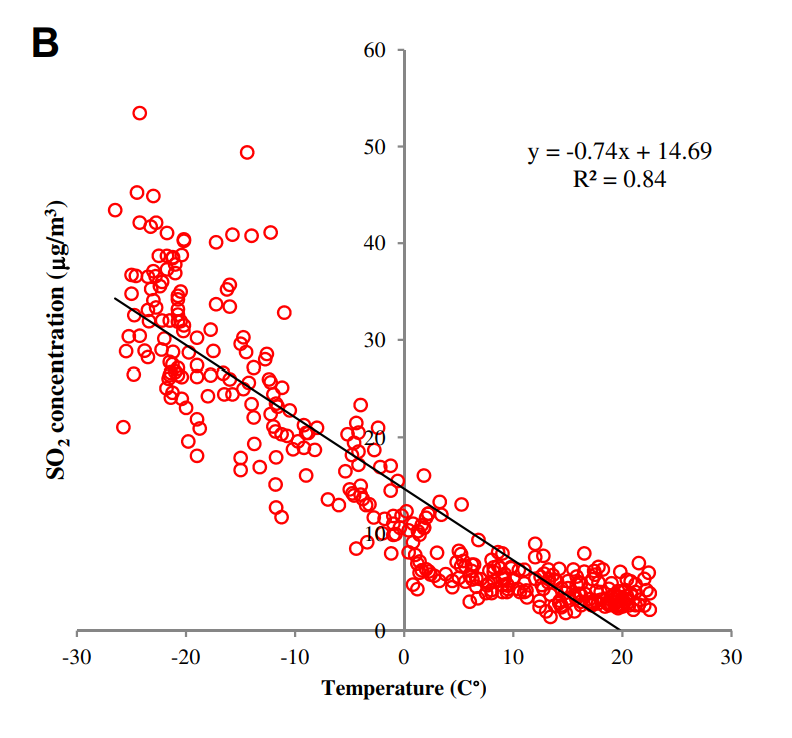 B
60
y = -0.74x + 14.69
R² = 0.84
50
40
30
20
10
0
SO₂ concentration (µg/m³)
-30 -20 -10 0 10 20 30
Temperature (C°)